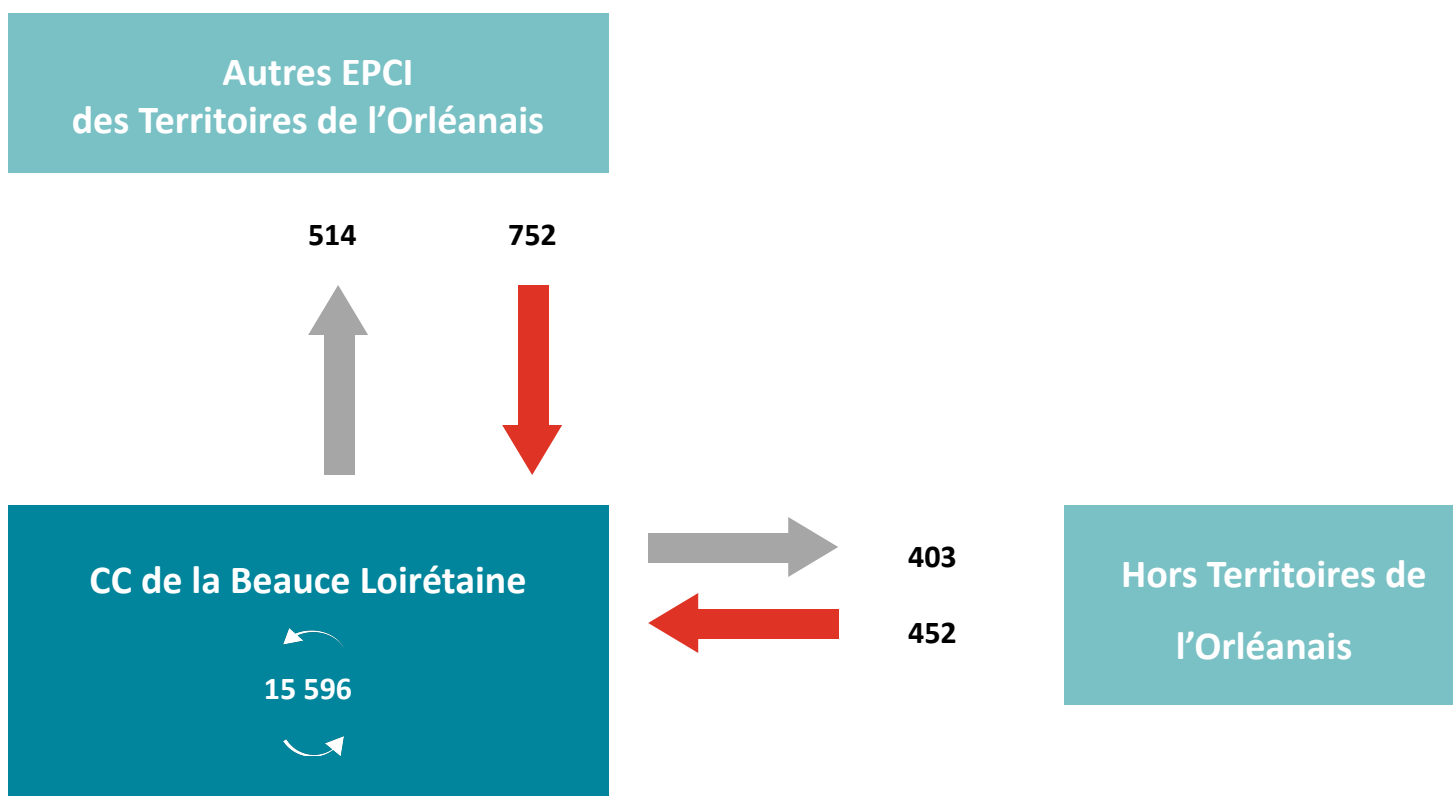 Autres EPCI
des Territoires de l’Orléanais
514 752
CC de la Beauce Loirétaine
15 596
403
452
Hors Territoires de
l’Orléanais